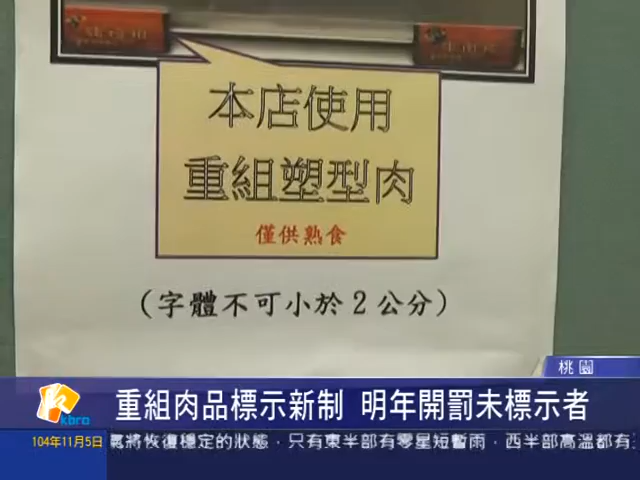 本店使用
重組塑型肉
僅供熟食
(字體不可小於2公分)
桃園
重組肉品標示新制 明年開罰未標示者
kbro
104年11月5日
氣將恢復穩定的狀態，只有東半部有零星短暫雨，西半部高溫都有